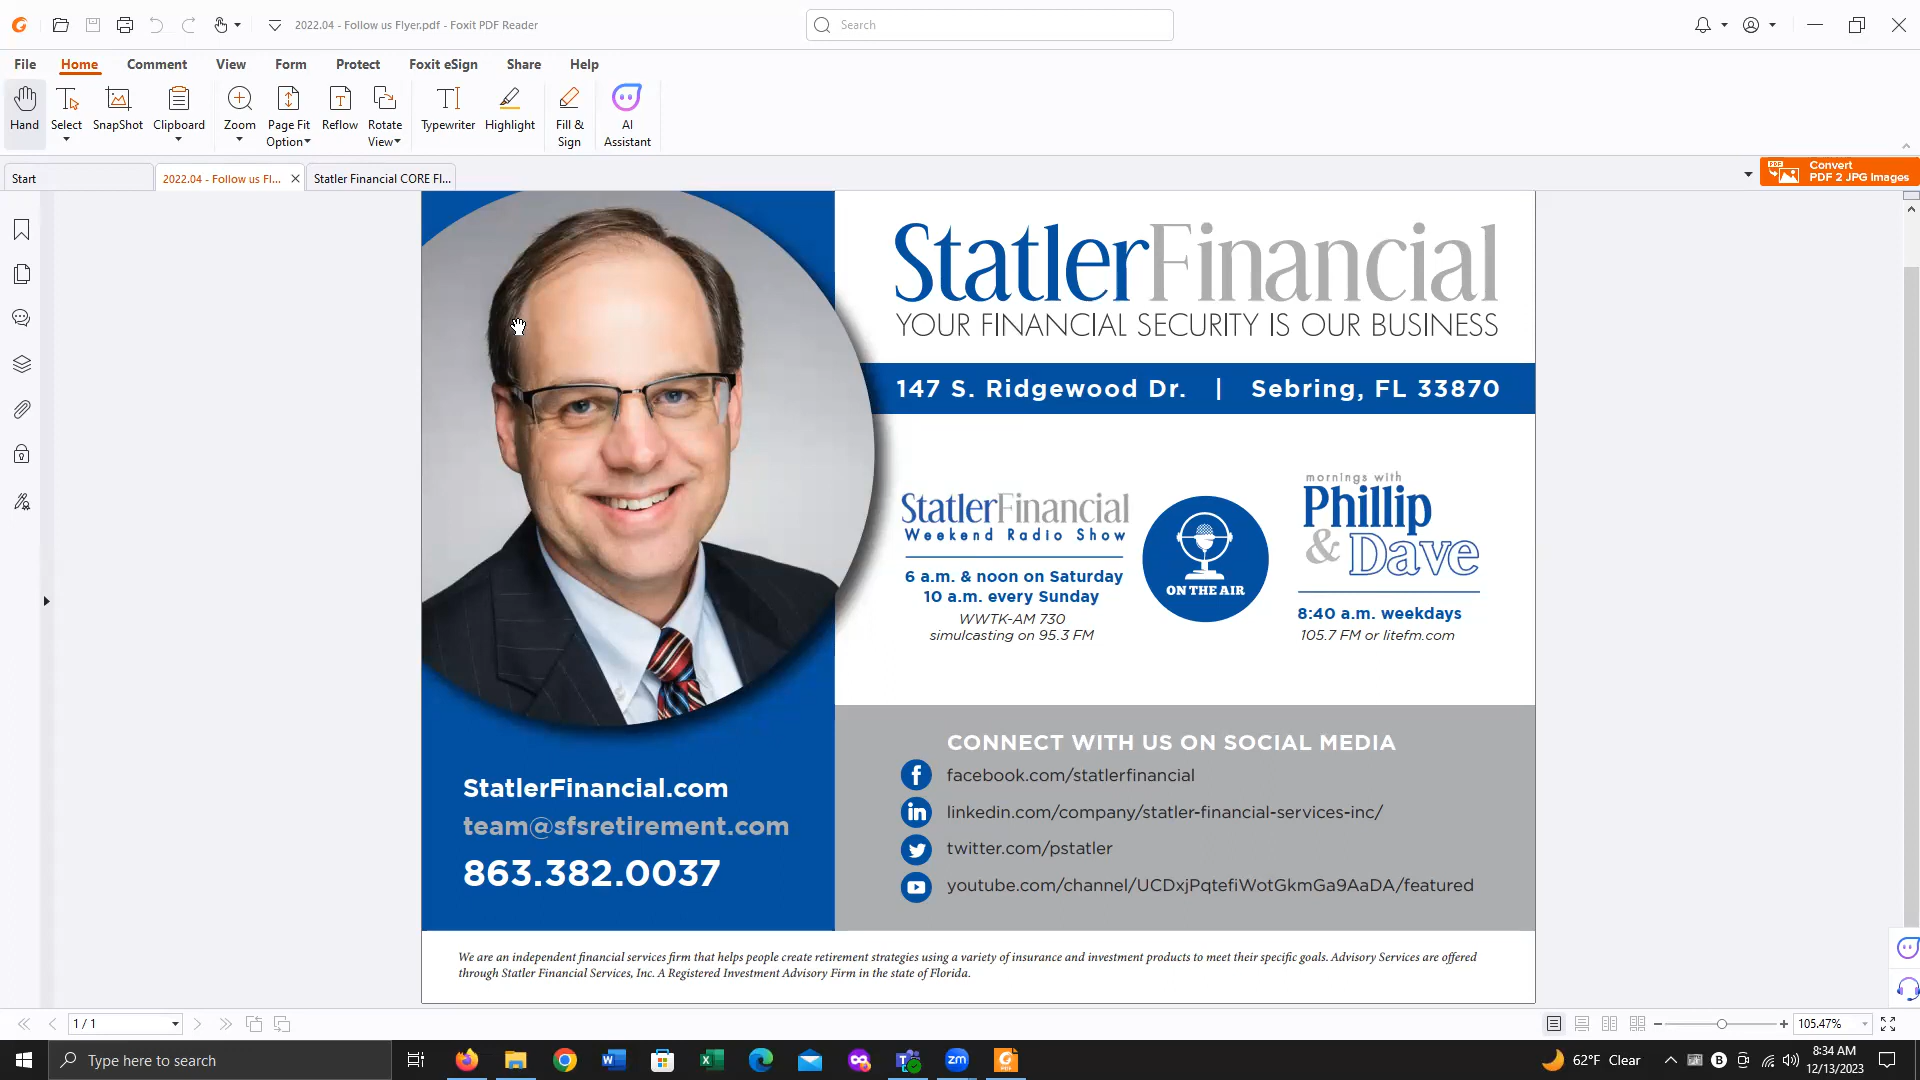 2022.04 - Follow us Flyer.pdf - Foxit PDF Reader
Search
File Home Comment View Form Protect Foxit eSign Share Help
Hand
Select
SnapShot
Clipboard
Zoom
Page Fit Option
Reflow
Rotate View
Typewriter
Highlight
Fill & Sign
AI Assistant
Start
2022.04 - Follow us Fl...
Statler Financial CORE Fl...
PDF
Convert
PDF 2 JPG Images
StatlerFinancial
YOUR FINANCIAL SECURITY IS OUR BUSINESS
147 S. Ridgewood Dr. | Sebring, FL 33870
StatlerFinancial
Weekend Radio Show
6 a.m. & noon on Saturday
10 a.m. every Sunday
WWTK-AM 730
simulcasting on 95.3 FM
ON THE AIR
mornings with
Phillip
& Dave
8:40 a.m. weekdays
105.7 FM or litefm.com
CONNECT WITH US ON SOCIAL MEDIA
facebook.com/statlerfinancial
linkedin.com/company/statler-financial-services-inc/
twitter.com/pstatler
youtube.com/channel/UCDxjPqtefiWotGkmGa9AaDA/featured
StatlerFinancial.com
team@sfsretirement.com
863.382.0037
We are an independent financial services firm that helps people create retirement strategies using a variety of insurance and investment products to meet their specific goals. Advisory Services are offered
through Statler Financial Services, Inc. A Registered Investment Advisory Firm in the state of Florida.
1 / 1
105.47%
Type here to search
62°F Clear
8:34 AM
12/13/2023